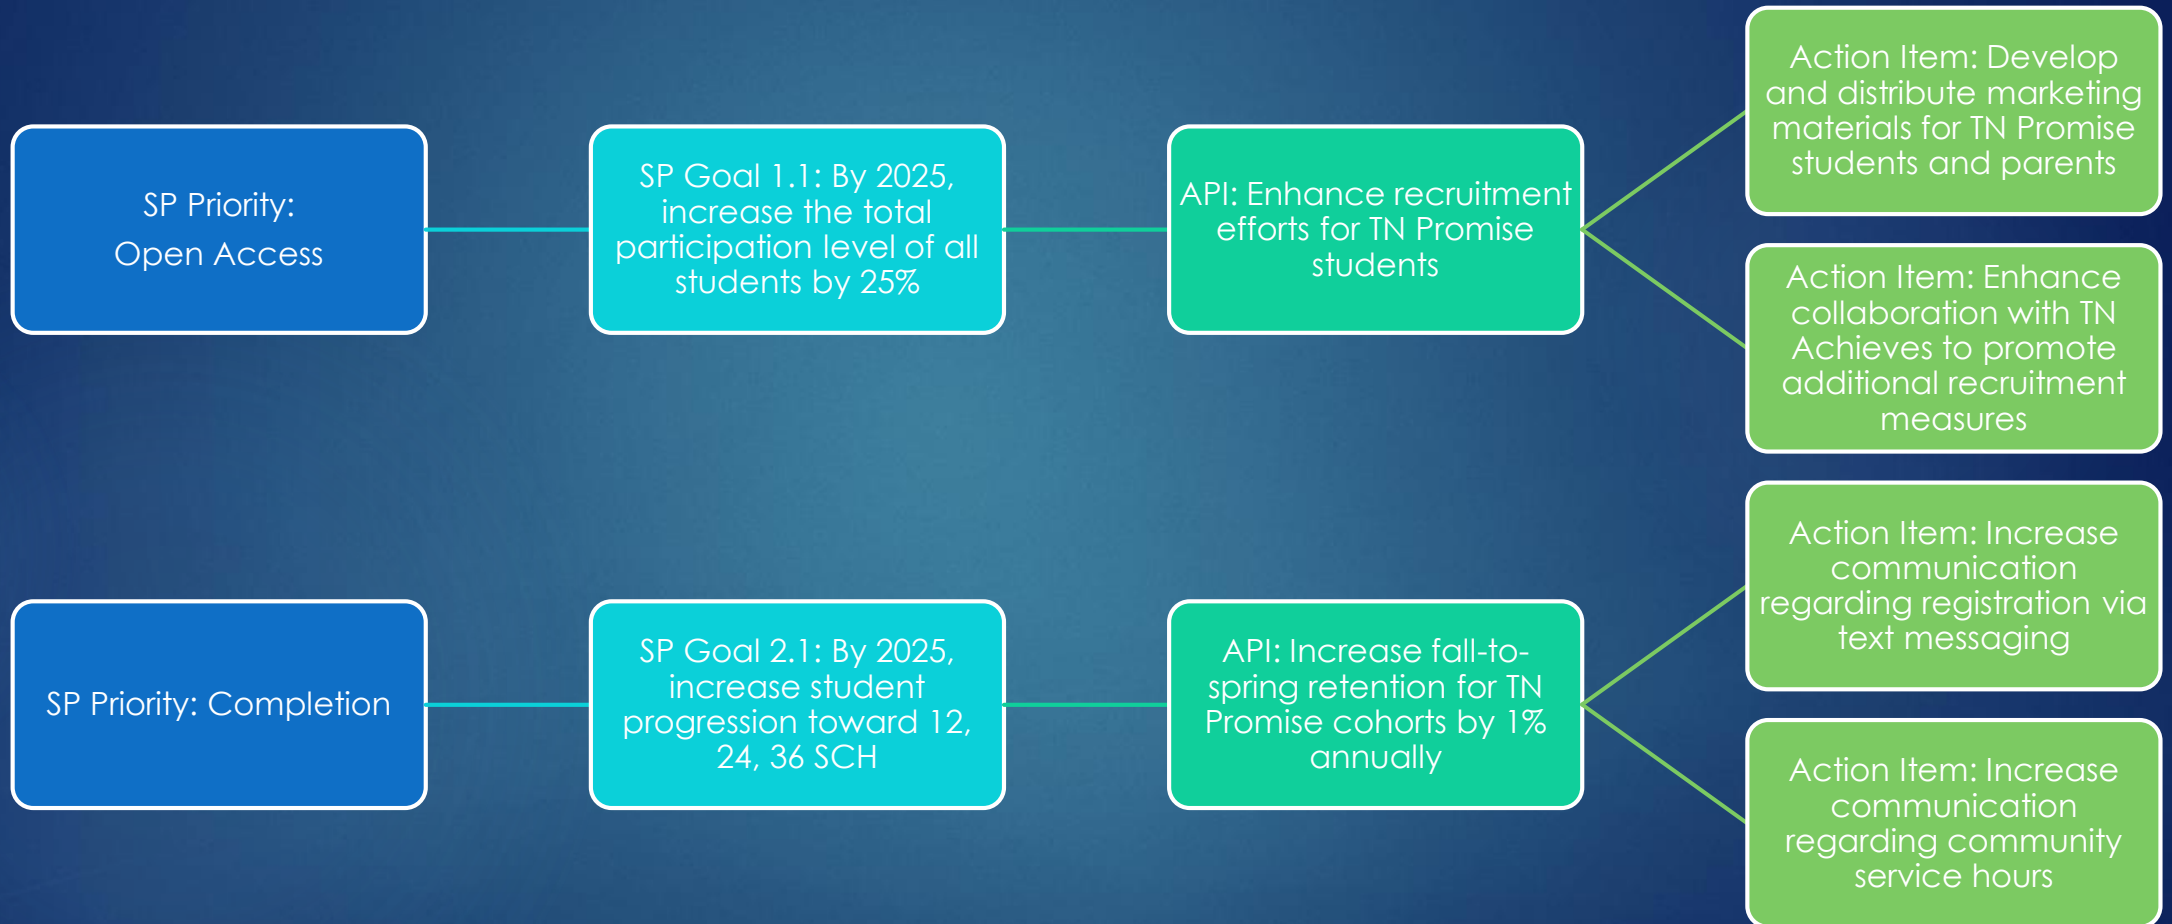 SP Priority:
Open Access
SP Goal 1.1: By 2025,
increase the total
participation level of all
students by 25%
API: Enhance recruitment
efforts for TN Promise
students
Action Item: Develop
and distribute marketing
materials for TN Promise
students and parents
Action Item: Enhance
collaboration with TN
Achieves to promote
additional recruitment
measures
SP Priority: Completion
SP Goal 2.1: By 2025,
increase student
progression toward 12,
24, 36 SCH
API: Increase fall-to-
spring retention for TN
Promise cohorts by 1%
annually
Action Item: Increase
communication
regarding registration via
text messaging
Action Item: Increase
communication
regarding community
service hours